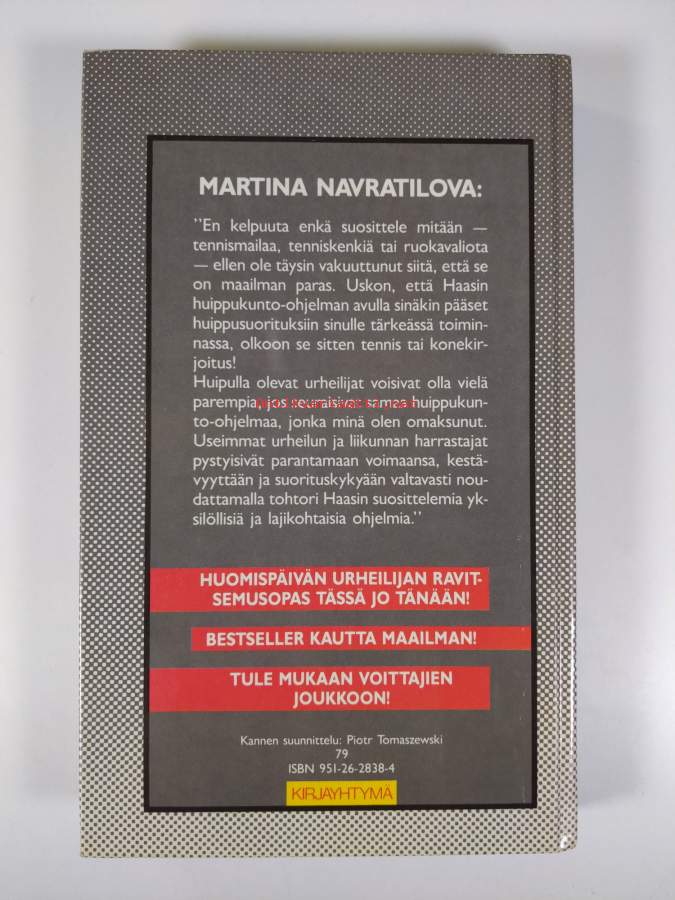 MARTINA NAVRATILOVA:
"En kelpuuta enkä suosittele mitään —
tennismailaa, tenniskenkiä tai ruokavaliota
— ellen ole täysin vakuuttunut siitä, että se
on maailman paras. Uskon, että Haasin
huippukunto-ohjelman avulla sinäkin pääset
huippusuorituksiin sinulle tärkeässä toimin-
nassa, olkoon se sitten tennis tai konekir-
joitus!
Huipulla olevat urheilijat voisivat olla vielä
parempia, jos seuraisivat samaa huippukun-
to-ohjelmaa, jonka minä olen omaksunut.
Useimmat urheilun ja liikunnan harrastajat
pystyisivät parantamaan voimaansa, kestä-
vyyttään ja suorituskykyään valtavasti nou-
dattamalla tohtori Haasin suosittelemia yk-
silöllisiä ja lajikohtaisia ohjelmia."
HUOMISPÄIVÄN URHEILIJAN RAVIT-
SEMUSOPAS TÄSSÄ JO TÄNÄÄN!
BESTSELLER KAUTTA MAAILMAN!
TULE MUKAAN VOITTAJIEN
JOUKKOON!
Kannen suunnittelu: Piotr Tomaszewski
79
ISBN 951-26-2838-4
KIRJAYHTYMÄ